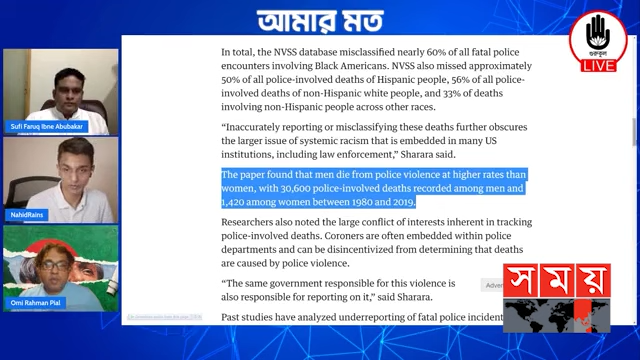 আমার মত
গুরুকুল
LIVE
Sufi Faruq Ibne Abubakar
NahidRains
Omi Rahman Pial
In total, the NVSS database misclassified nearly 60% of all fatal police
encounters involving Black Americans. NVSS also missed approximately
50% of all police-involved deaths of Hispanic people, 56% of all police-
involved deaths of non-Hispanic white people, and 33% of deaths
involving non-Hispanic people across other races.
“Inaccurately reporting or misclassifying these deaths further obscures
the larger issue of systemic racism that is embedded in many US
institutions, including law enforcement,” Sharara said.
The paper found that men die from police violence at higher rates than
women, with 30,600 police-involved deaths recorded among men and
1,420 among women between 1980 and 2019.
Researchers also noted the large conflict of interests inherent in tracking
police-involved deaths. Coroners are often embedded within police
departments and can be disincentivized from determining that deaths
are caused by police violence.
“The same government responsible for this violence is
also responsible for reporting on it,” said Sharara.
Past studies have analyzed underreporting of fatal police incident
Adver
সময়